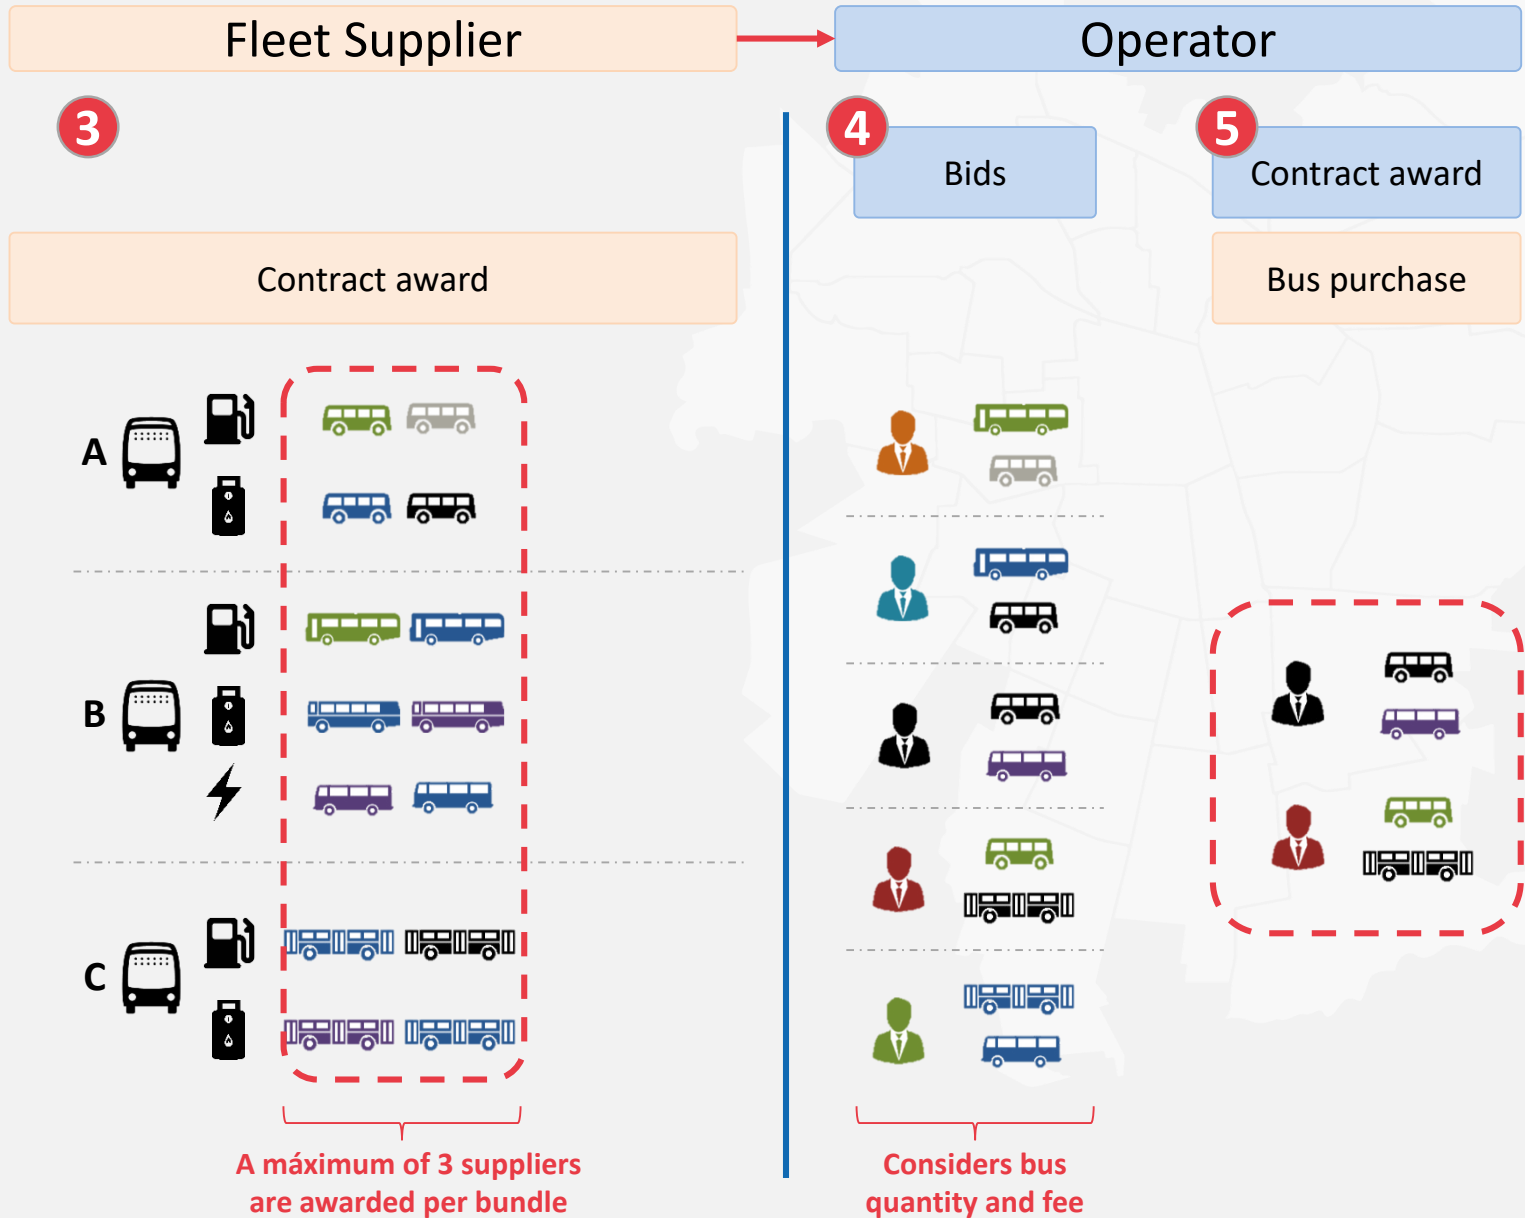 Fleet Supplier
Operator
3
4
5
Bids
Contract award
Contract award
Bus purchase
A
B
C
A máximum of 3 suppliers
are awarded per bundle
Considers bus
quantity and fee